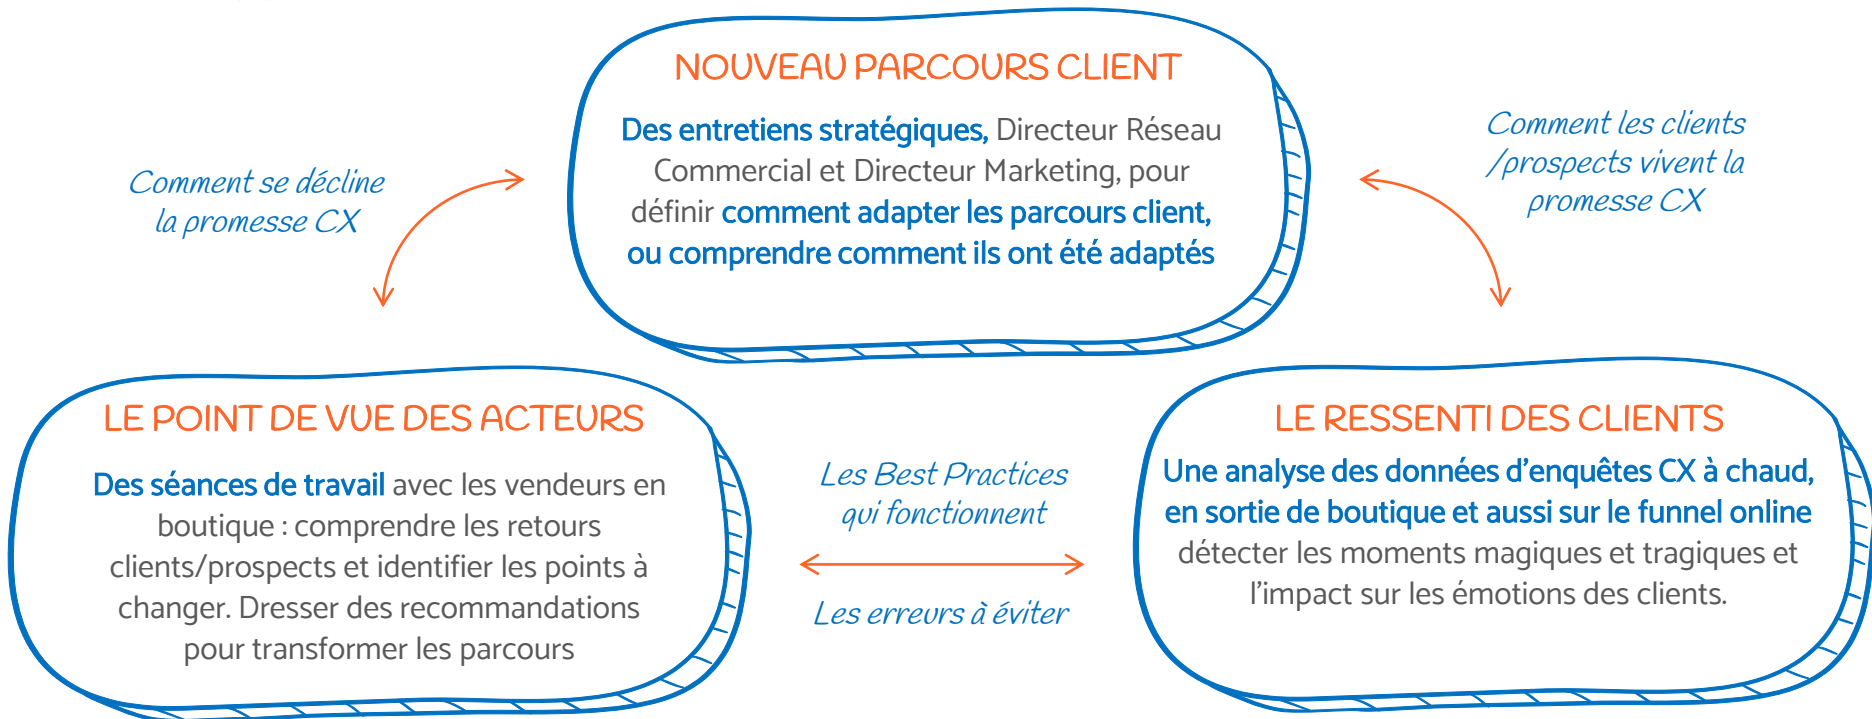 NOUVEAU PARCOURS CLIENT
Des entretiens stratégiques, Directeur Réseau
Commercial et Directeur Marketing, pour
définir comment adapter les parcours client,
ou comprendre comment ils ont été adaptés
Comment se décline
la promesse CX
Comment les clients
/prospects vivent la
promesse CX
LE POINT DE VUE DES ACTEURS
Des séances de travail avec les vendeurs en
boutique : comprendre les retours
clients/prospects et identifier les points à
changer. Dresser des recommandations
pour transformer les parcours
Les Best Practices
qui fonctionnent
Les erreurs à éviter
LE RESSENTI DES CLIENTS
Une analyse des données d'enquêtes CX à chaud,
en sortie de boutique et aussi sur le funnel online
détecter les moments magiques et tragiques et
l'impact sur les émotions des clients.